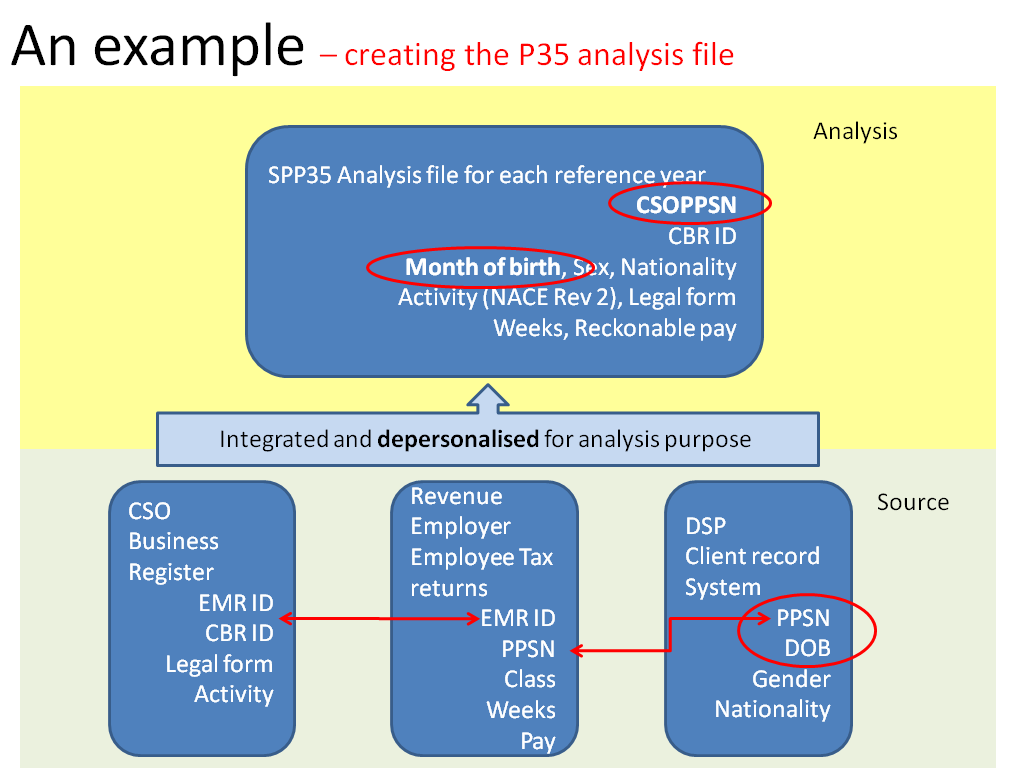 An example – creating the P35 analysis file
Analysis
SPP35 Analysis file for each reference year
CSOPPSN
CBR ID
Month of birth, Sex, Nationality
Activity (NACE Rev 2), Legal form
Weeks, Reckonable pay
Integrated and depersonalised for analysis purpose
Source
CSO
Business
Register
EMR ID
CBR ID
Legal form
Activity
Revenue
Employer
Employee Tax
returns
EMR ID
PPSN
Class
Weeks
Pay
DSP
Client record
System
PPSN
DOB
Gender
Nationality